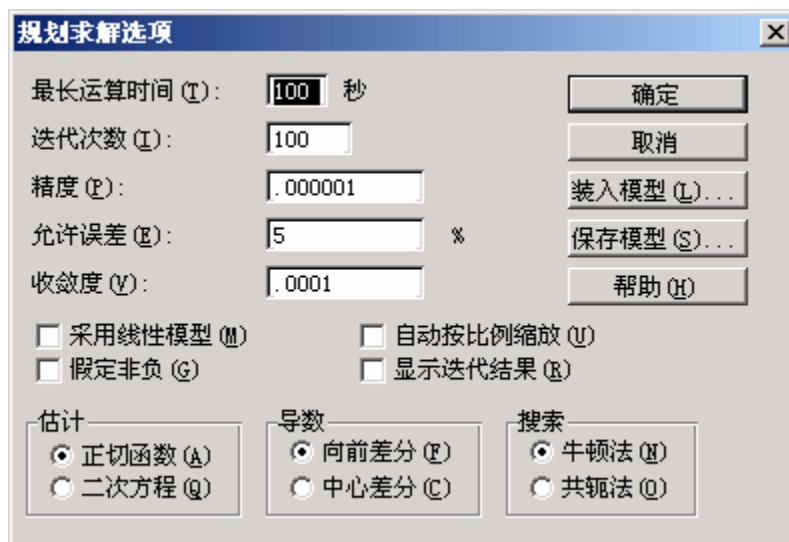 规划求解选项
最长运算时间(T): 100 秒 确定
迭代次数(I): 100 取消
精度(P): .000001 装入模型(L)...
允许误差(E): 5 % 保存模型(S)...
收敛度(V): .0001 帮助(H)
采用线性模型(M) 自动按比例缩放(U)
假定非负(G) 显示迭代结果(R)
估计 导数 搜索
正切函数(A) 向前差分(F) 牛顿法(N)
二次方程(Q) 中心差分(C) 共轭法(O)